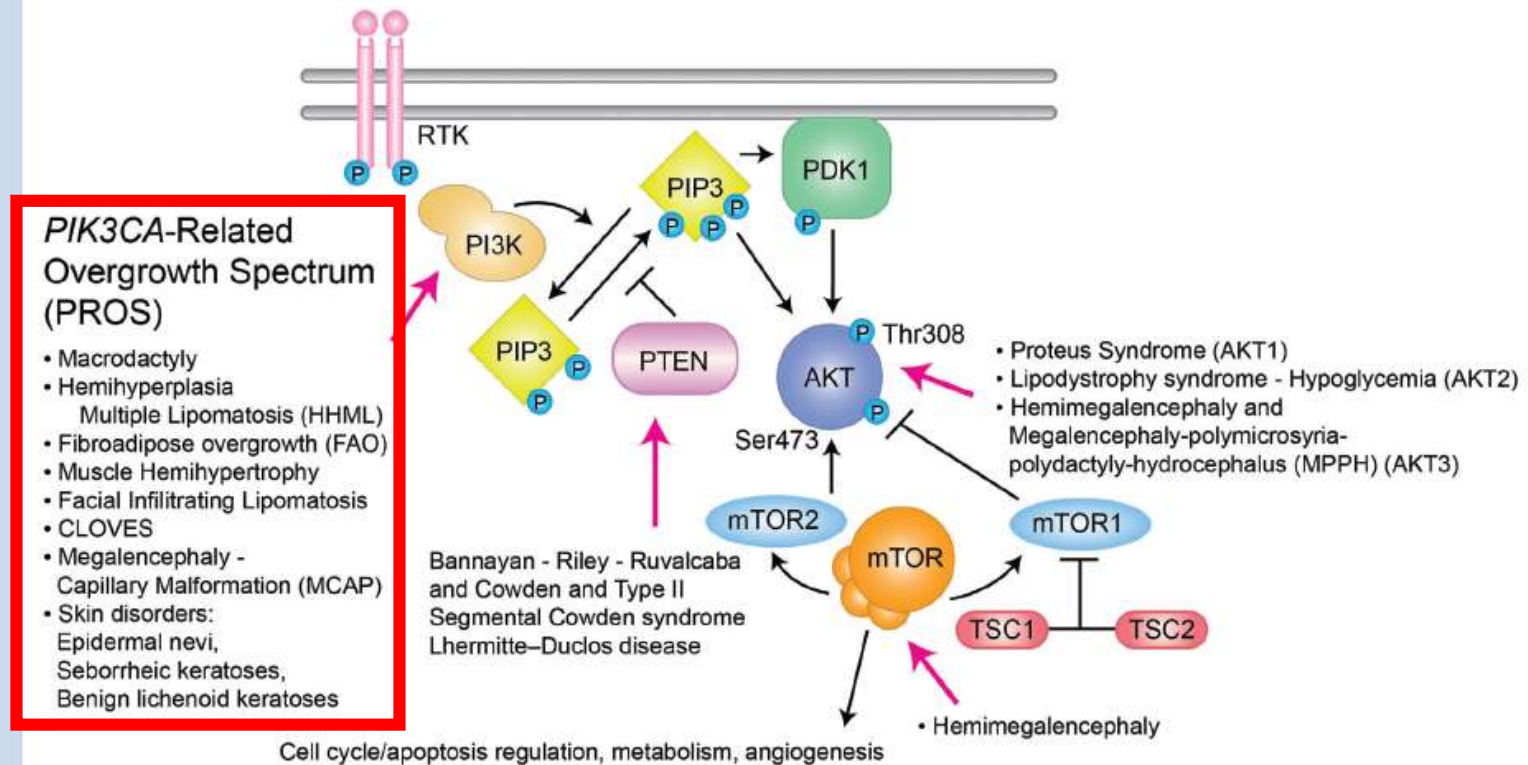 RTK
P
P
PI3K
PIP3
P
P
P
PDK1
P
PIP3
P
P
PTEN
AKT
P
Thr308
P
Ser473
mTOR2
mTOR
mTOR1
TSC1
TSC2
PIK3CA-Related
Overgrowth Spectrum
(PROS)
• Macrodactyly
• Hemihyperplasia
Multiple Lipomatosis (HHML)
• Fibroadipose overgrowth (FAO)
• Muscle Hemihypertrophy
• Facial Infilitrating Lipomatosis
• CLOVES
• Megalencephaly -
Capillary Malformation (MCAP)
• Skin disorders:
Epidermal nevi,
Seborrheic keratoses,
Benign lichenoid keratoses
• Proteus Syndrome (AKT1)
• Lipodystrophy syndrome - Hypoglycemia (AKT2)
• Hemimegalencephaly and
Megalencephaly-polymicrosyria-
polydactyly-hydrocephalus (MPPH) (AKT3)
Bannayan - Riley - Ruvalcaba
and Cowden and Type II
Segmental Cowden syndrome
Lhermitte–Duclos disease
• Hemimegalencephaly
Cell cycle/apoptosis regulation, metabolism, angiogenesis